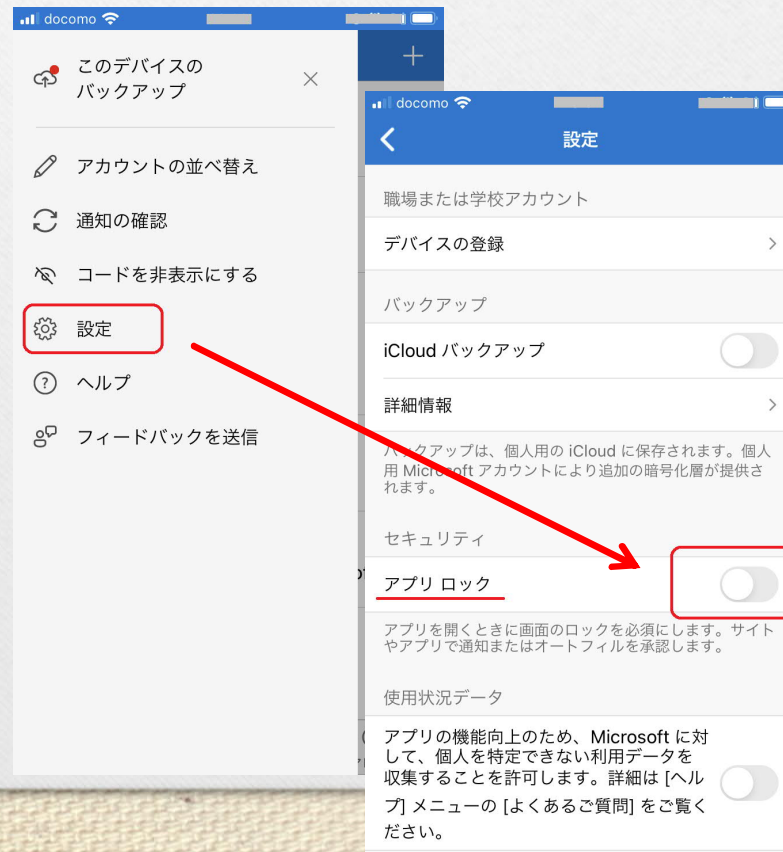 docomo
このデバイスの
バックアップ
アカウントの並べ替え
通知の確認
コードを非表示にする
設定
ヘルプ
フィードバックを送信
docomo
設定
職場または学校アカウント
デバイスの登録
バックアップ
iCloud バックアップ
詳細情報
バックアップは、個人用の iCloud に保存されます。個人
用 Microsoft アカウントにより追加の暗号化層が提供さ
れます。
セキュリティ
アプリ ロック
アプリを開くときに画面のロックを必須にします。サイト
やアプリで通知またはオートフィルを承認します。
使用状況データ
アプリの機能向上のため、Microsoft に対
して、個人を特定できない利用データを
収集することを許可します。詳細は [ヘル
プ] メニューの [よくあるご質問] をご覧く
ださい。